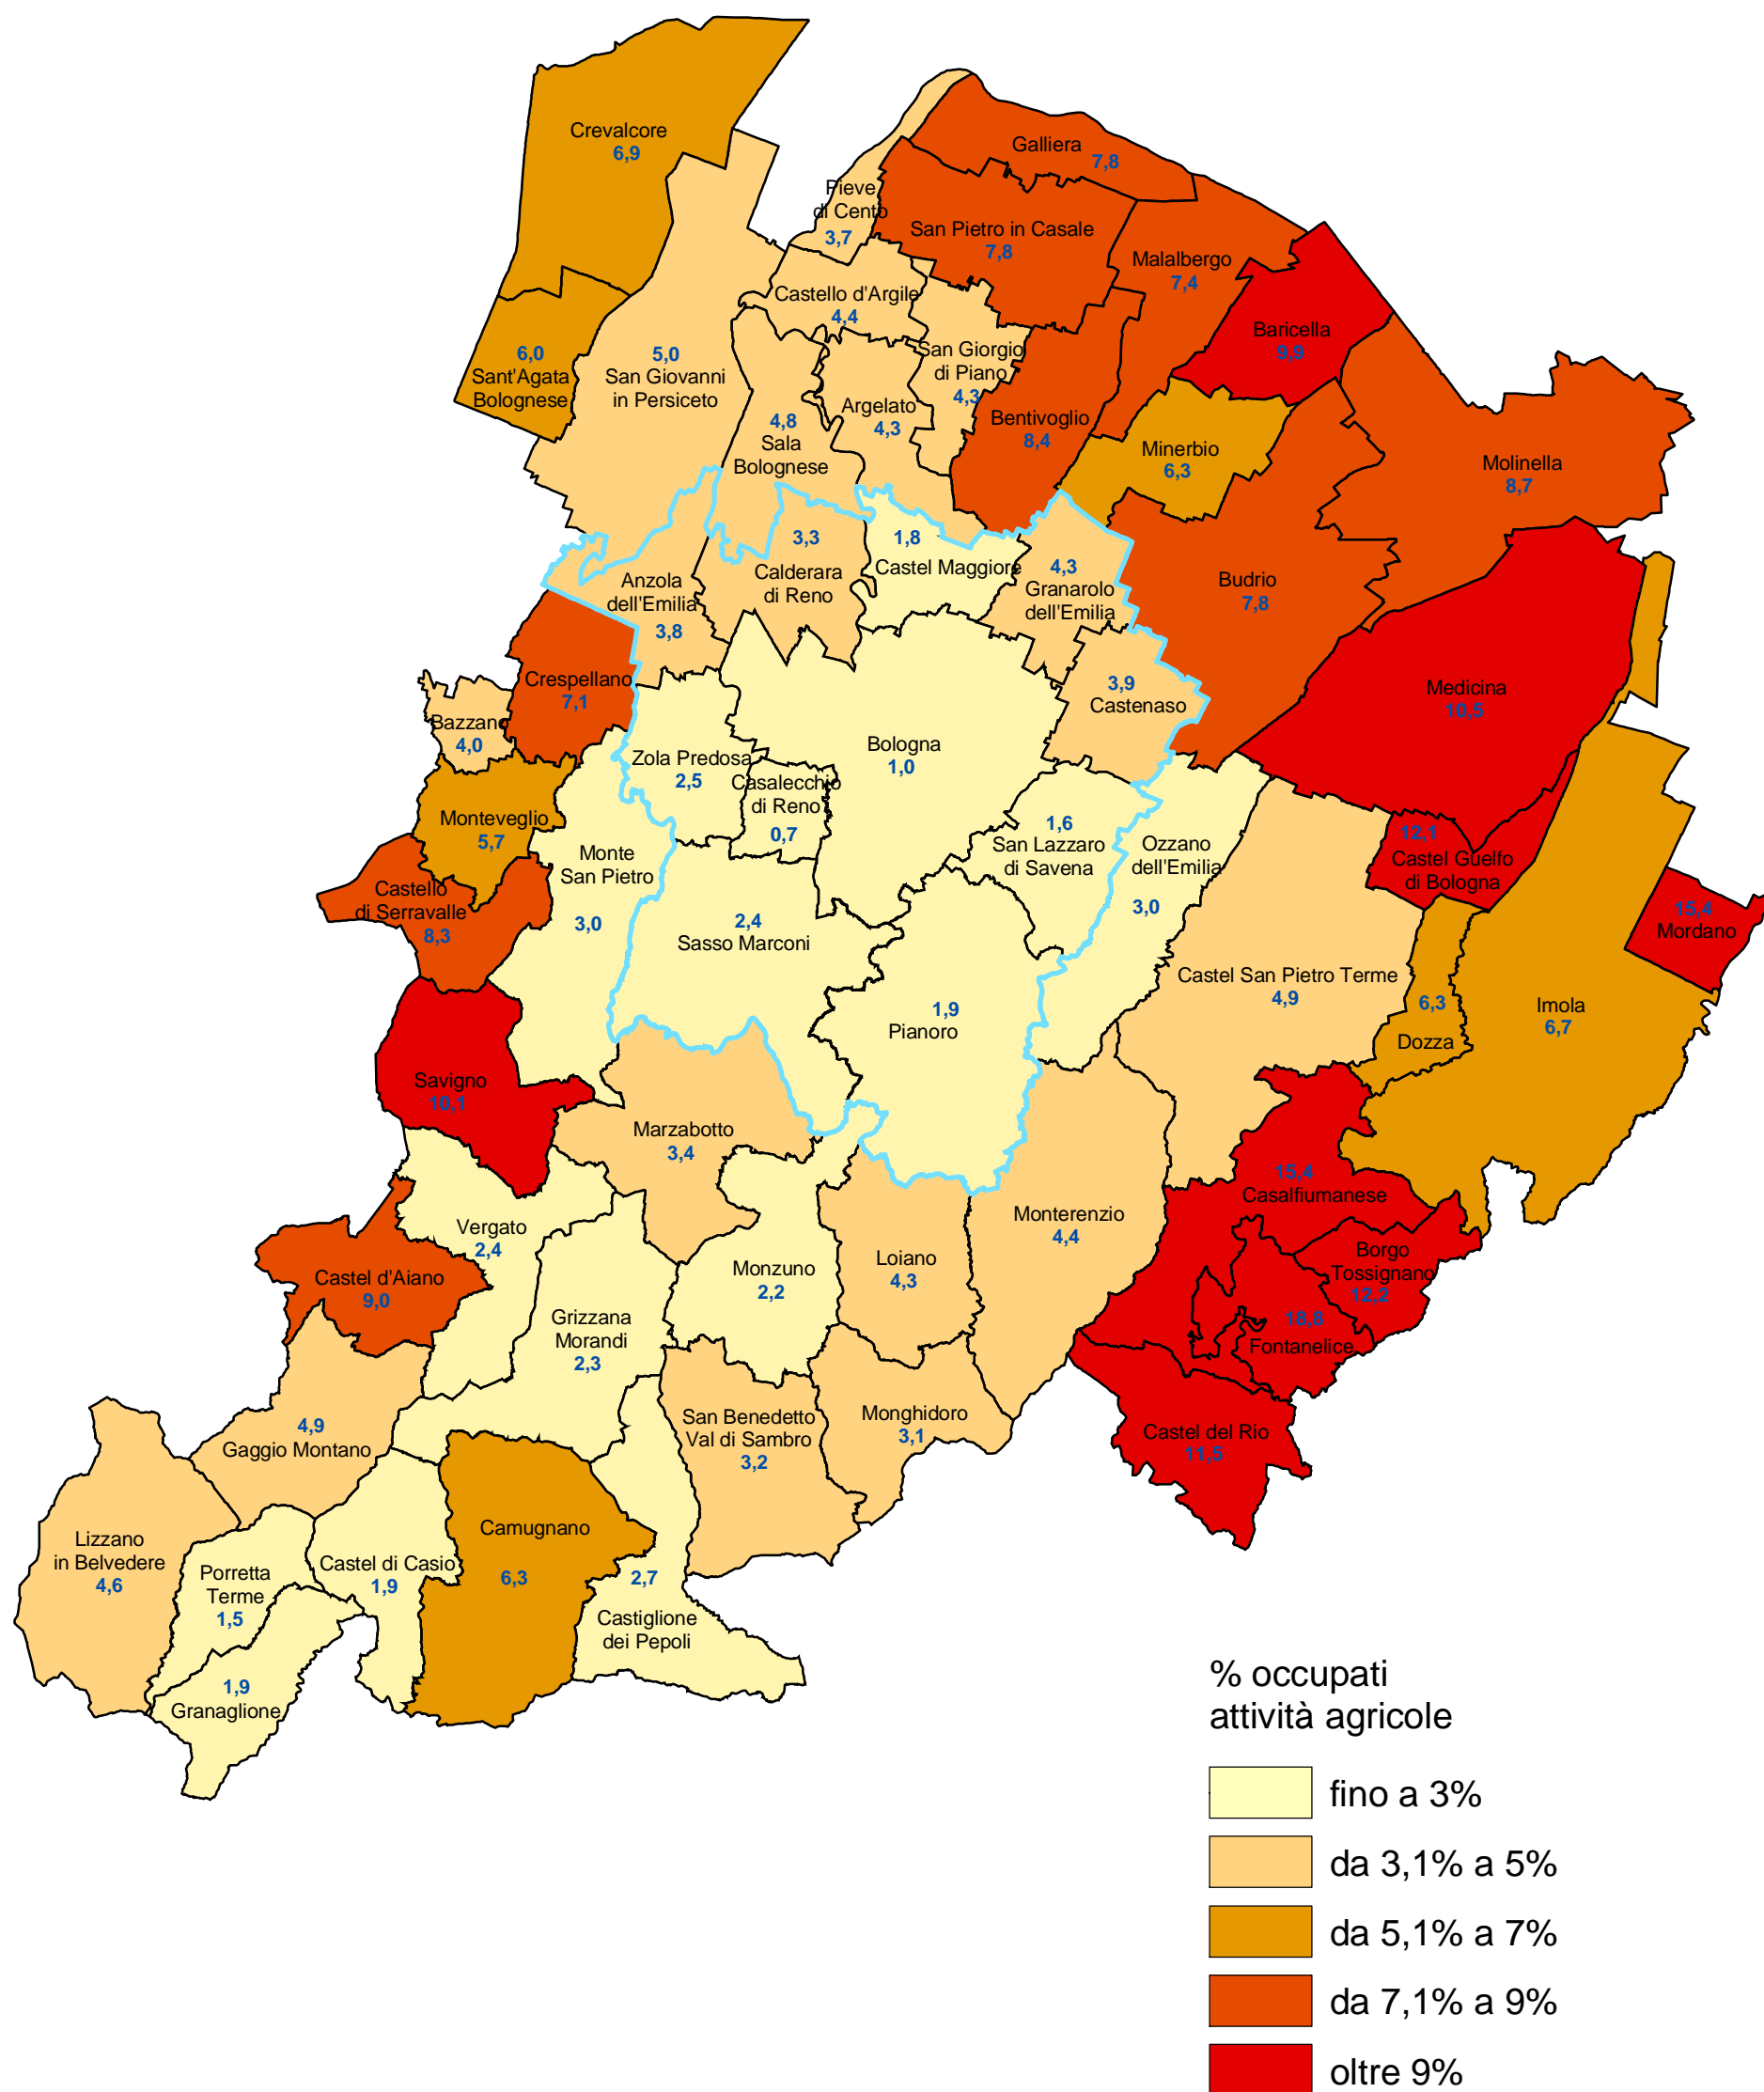 Crevalcore
6,9
Galliera
7,8
Pieve
di Cento
3,7
San Pietro in Casale
7,8
Malalbergo
7,4
Castello d'Argile
4,4
Baricella
9,9
6,0
Sant'Agata
Bolognese
5,0
San Giovanni
in Persiceto
San Giorgio
di Piano
4,3
4,8
Sala
Bolognese
Argelato
4,3
Bentivoglio
8,4
Minerbio
6,3
Molinella
8,7
3,3
Calderara
di Reno
1,8
Castel Maggiore
4,3
Granarolo
dell'Emilia
Anzola
dell'Emilia
3,8
Budrio
7,8
Crespellano
7,1
3,9
Castenaso
Medicina
10,5
Bazzano
4,0
Zola Predosa
2,5
Bologna
1,0
Casalecchio
di Reno
0,7
Monteveglio
5,7
Monte
San Pietro
3,0
1,6
San Lazzaro
di Savena
Ozzano
dell'Emilia
3,0
12,1
Castel Guelfo
di Bologna
Castello
di Serravalle
8,3
2,4
Sasso Marconi
15,4
Mordano
Castel San Pietro Terme
4,9
6,3
Dozza
Imola
6,7
1,9
Pianoro
Savigno
10,1
Marzabotto
3,4
15,4
Casalfiumanese
Vergato
2,4
Monterenzio
4,4
Castel d'Aiano
9,0
Monzuno
2,2
Loiano
4,3
Borgo
Tossignano
12,2
Grizzana
Morandi
2,3
18,8
Fontanelice
4,9
Gaggio Montano
San Benedetto
Val di Sambro
3,2
Monghidoro
3,1
Castel del Rio
11,5
Lizzano
in Belvedere
4,6
Porretta
Terme
1,5
Castel di Casio
1,9
Camugnano
6,3
2,7
Castiglione
dei Pepoli
1,9
Granaglione
% occupati
attività agricole
fino a 3%
da 3,1% a 5%
da 5,1% a 7%
da 7,1% a 9%
oltre 9%